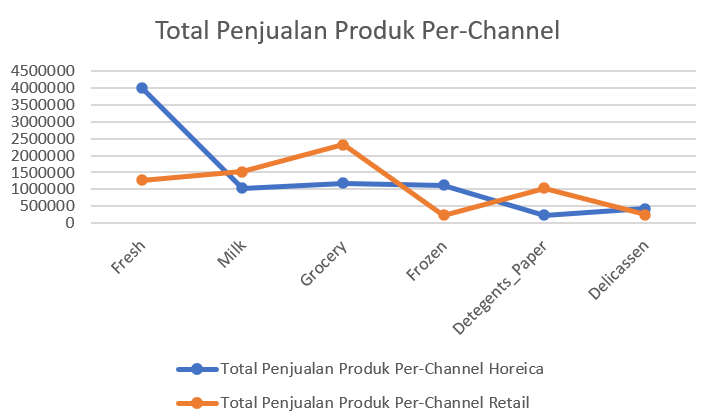 Total Penjualan Produk Per-Channel
4500000
4000000
3500000
3000000
2500000
2000000
1500000
1000000
500000
0
Fresh
Milk
Grocery
Frozen
Detegents_Paper
Delicassen
Total Penjualan Produk Per-Channel Horeica
Total Penjualan Produk Per-Channel Retail